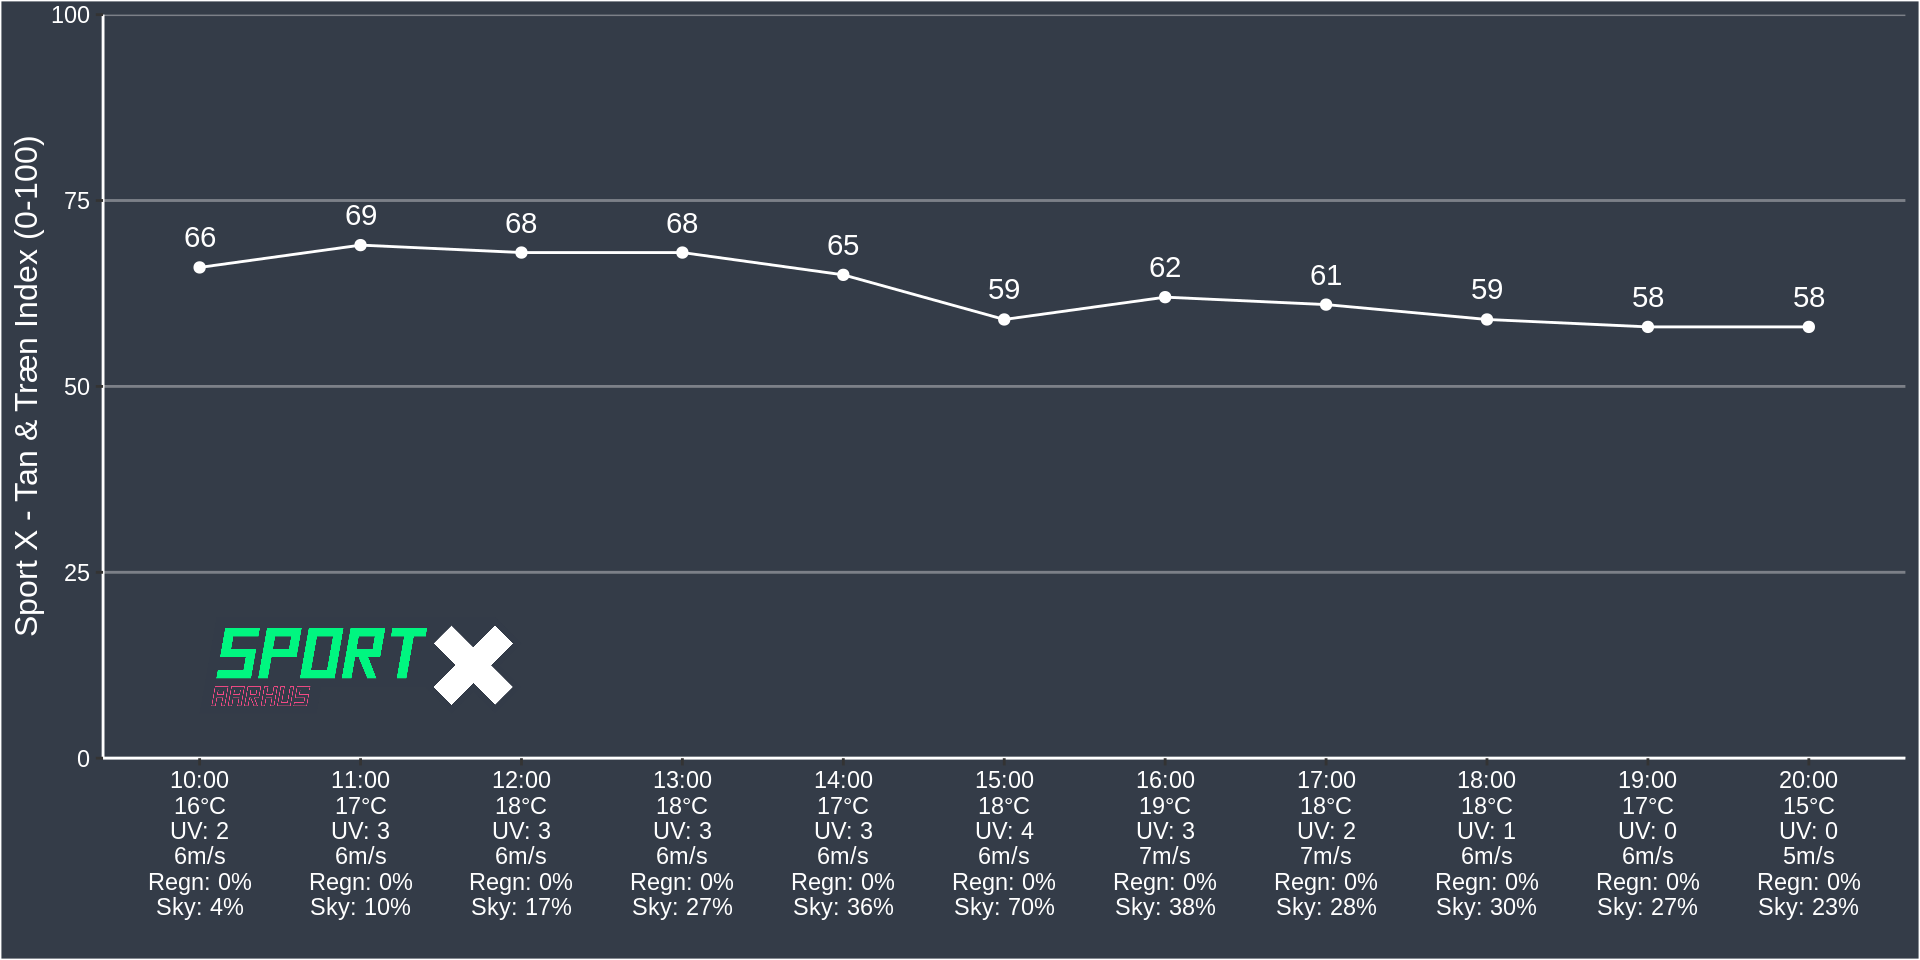 Sport X - Tan & Træn Index (0-100)
100
75
50
25
0
66
69
68
68
65
59
62
61
59
58
58
SPORT X
AARHUS
10:00
16°C
UV: 2
6m/s
Regn: 0%
Sky: 4%
11:00
17°C
UV: 3
6m/s
Regn: 0%
Sky: 10%
12:00
18°C
UV: 3
6m/s
Regn: 0%
Sky: 17%
13:00
18°C
UV: 3
6m/s
Regn: 0%
Sky: 27%
14:00
17°C
UV: 3
6m/s
Regn: 0%
Sky: 36%
15:00
18°C
UV: 4
6m/s
Regn: 0%
Sky: 70%
16:00
19°C
UV: 3
7m/s
Regn: 0%
Sky: 38%
17:00
18°C
UV: 2
7m/s
Regn: 0%
Sky: 28%
18:00
18°C
UV: 1
6m/s
Regn: 0%
Sky: 30%
19:00
17°C
UV: 0
6m/s
Regn: 0%
Sky: 27%
20:00
15°C
UV: 0
5m/s
Regn: 0%
Sky: 23%